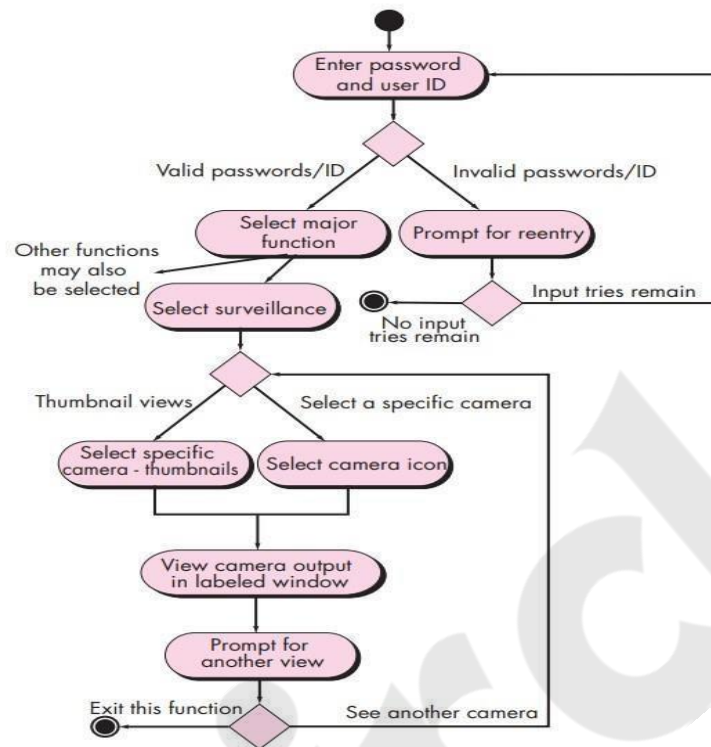 Enter password
and user ID
Valid passwords/ID
Invalid passwords/ID
Select major
function
Prompt for reentry
Other functions
may also
be selected
Input tries remain
No input
tries remain
Select surveillance
Thumbnail views
Select a specific camera
Select specific
camera - thumbnails
Select camera icon
View camera output
in labeled window
Prompt for
another view
Exit this function
See another camera